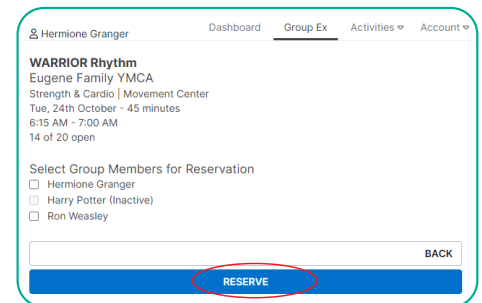 Hermione Granger
Dashboard Group Ex Activities Account
WARRIOR Rhythm
Eugene Family YMCA
Strengh & Cardio | Movement Center
Tue, 24th October - 45 minutes
6:15 AM - 7:00 AM
14 of 20 open
Select Group Members for Reservation
Hermione Granger
Harry Potter (Inactive)
Ron Weasley
BACK
RESERVE